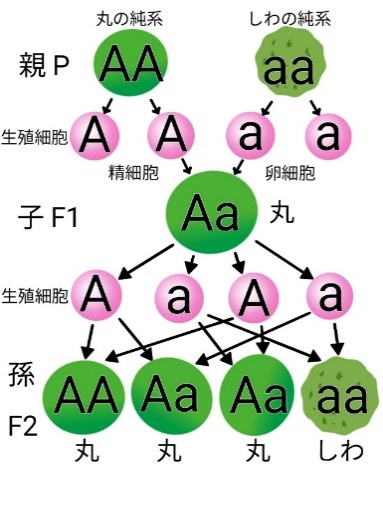 丸の純系 しわの純系
親 P AA aa
生殖細胞 A A a a
精細胞 卵細胞
子 F1 Aa 丸
生殖細胞 A a A a
孫
F2 AA Aa Aa aa
丸 丸 丸 しわ